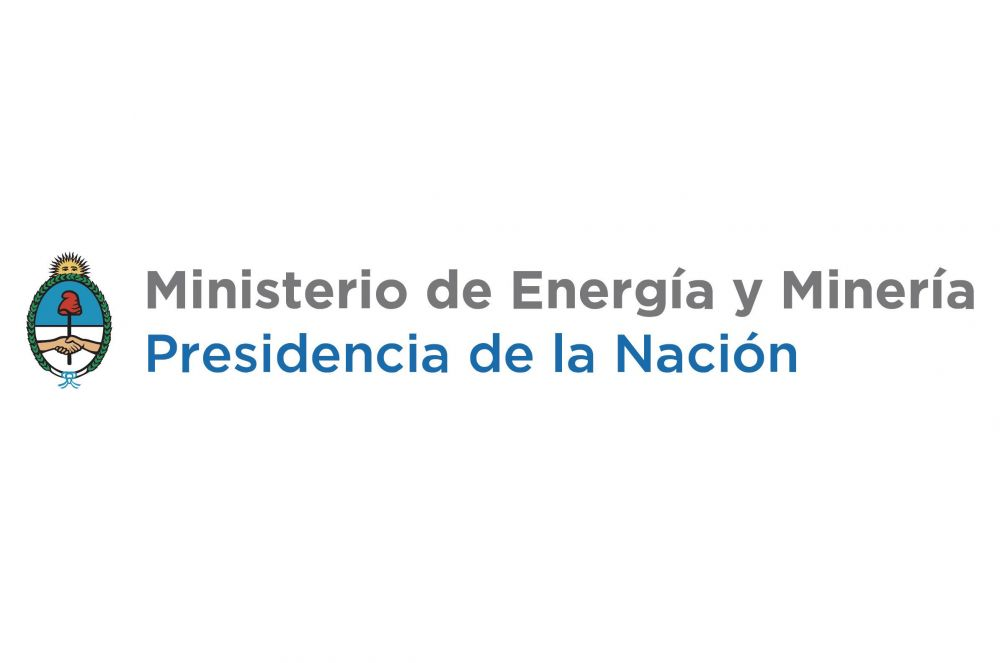 Ministerio de Energía y Minería
Presidencia de la Nación